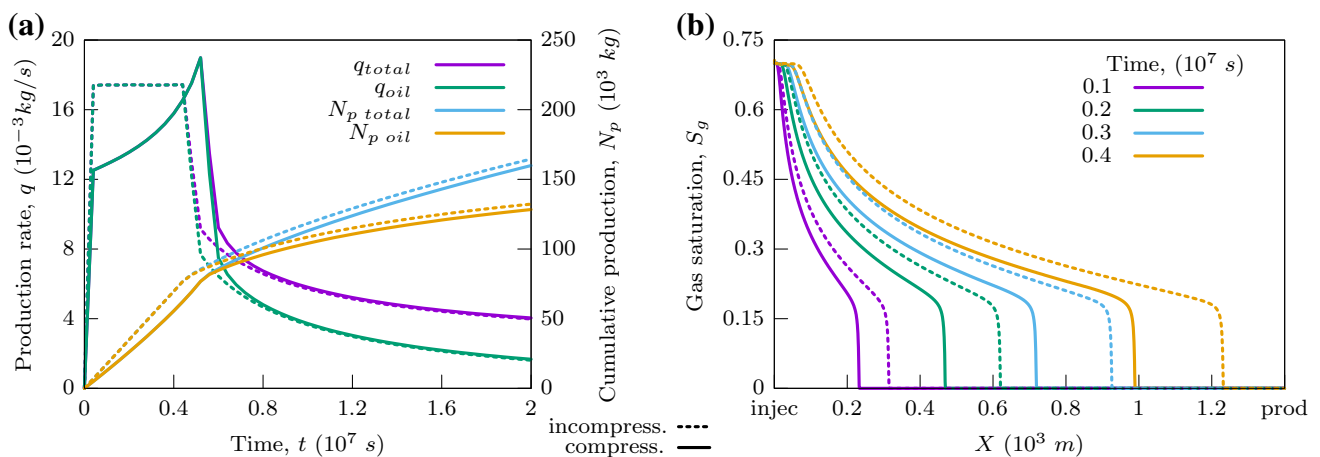 (a)
Production rate, q (10⁻³kg/s)
20
16
12
8
4
0
q_total
q_oil
N_p total
N_p oil
250
200
150
100
50
0
Cumulative production, N_p (10³ kg)
0 0.4 0.8 1.2 1.6 2
Time, t (10⁷ s)
incompress.
compress.
(b)
Gas saturation, S_g
0.75
0.6
0.45
0.3
0.15
0
Time, (10⁷ s)
0.1
0.2
0.3
0.4
injec 0.2 0.4 0.6 0.8 1 1.2 prod
X (10³ m)